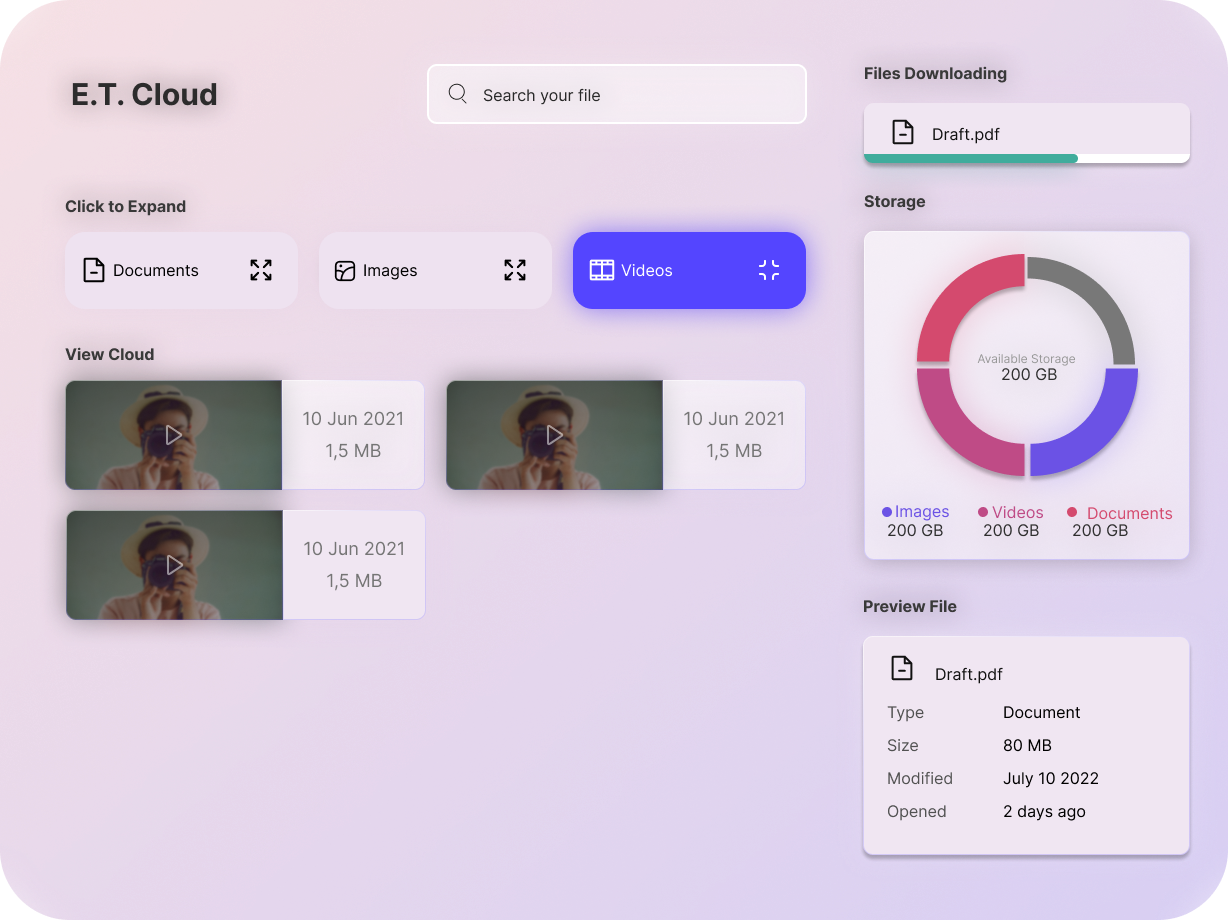 E.T. Cloud
Search your file
Click to Expand
Documents
Images
Videos
View Cloud
10 Jun 2021
1,5 MB
10 Jun 2021
1,5 MB
10 Jun 2021
1,5 MB
Files Downloading
Draft.pdf
Storage
Available Storage
200 GB
Images
200 GB
Videos
200 GB
Documents
200 GB
Preview File
Draft.pdf
Type Document
Size 80 MB
Modified July 10 2022
Opened 2 days ago